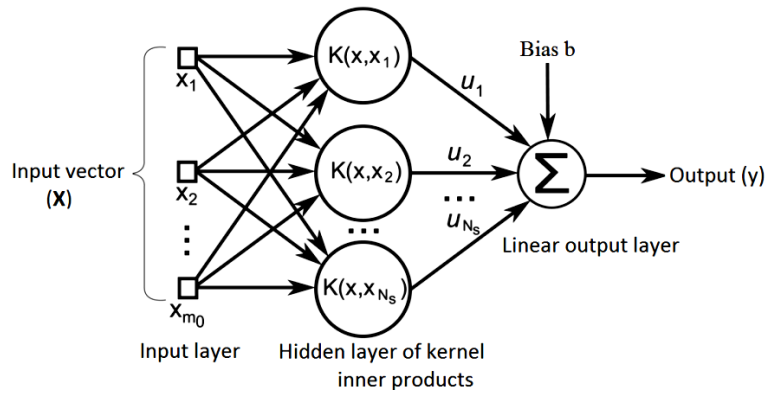 Bias b
x1
K(x,x1)
u1
Input vector
(X)
x2
K(x,x2)
u2
Σ
Output (y)
...
...
...
uNs
Linear output layer
xm0
K(x,xNs)
Input layer
Hidden layer of kernel
inner products